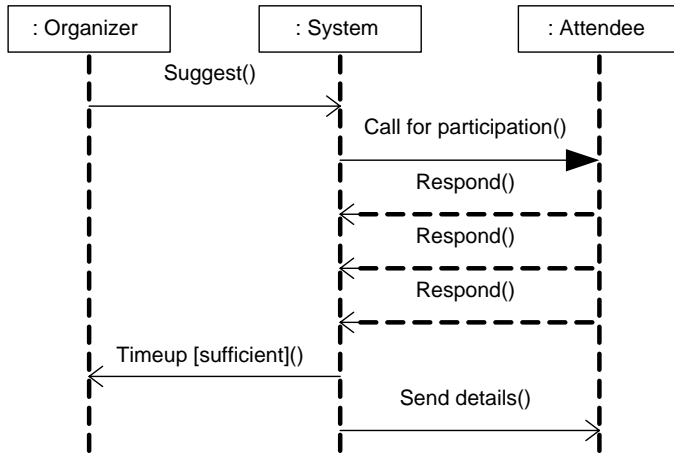 : Organizer
: System
: Attendee
Suggest()
Call for participation()
Respond()
Respond()
Respond()
Timeup [sufficient]()
Send details()